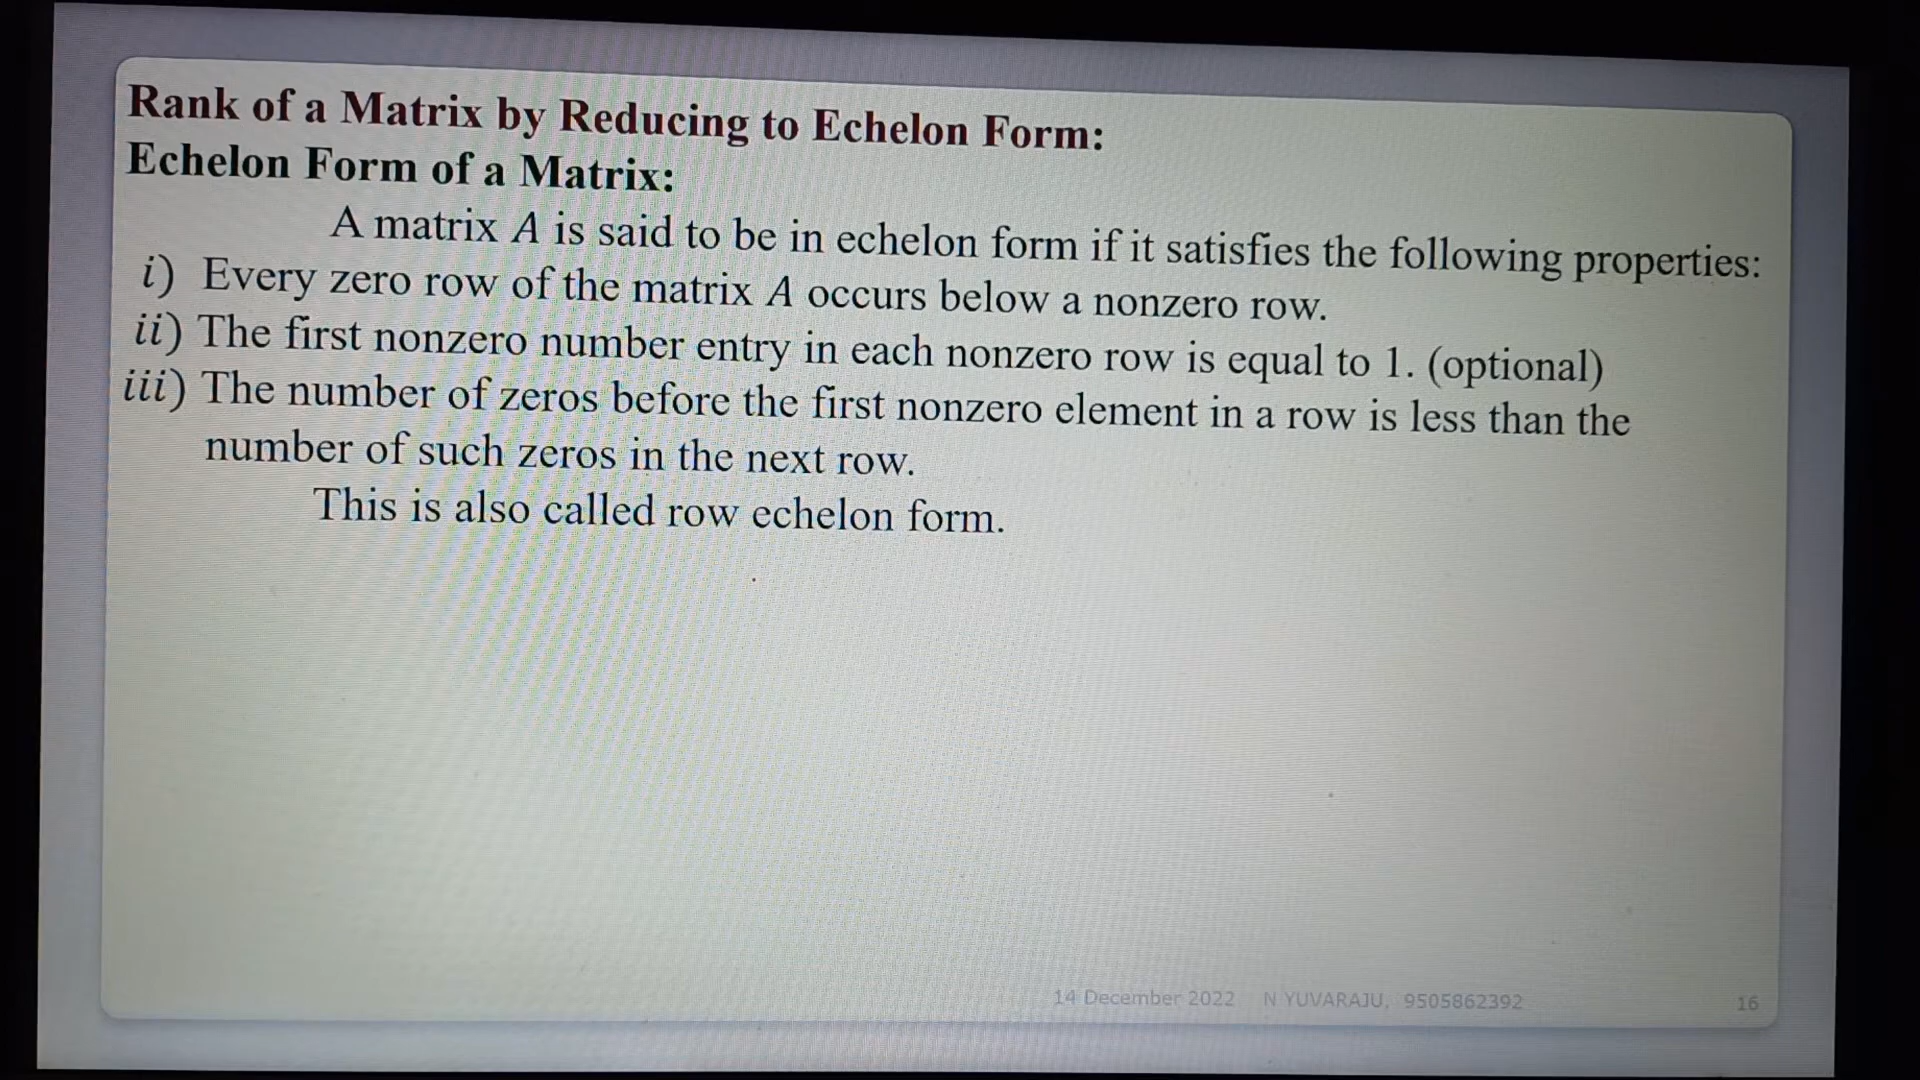 Rank of a Matrix by Reducing to Echelon Form:
Echelon Form of a Matrix:
A matrix A is said to be in echelon form if it satisfies the following properties:
i) Every zero row of the matrix A occurs below a nonzero row.
ii) The first nonzero number entry in each nonzero row is equal to 1. (optional)
iii) The number of zeros before the first nonzero element in a row is less than the
number of such zeros in the next row.
This is also called row echelon form.
14 December 2022 N YUVARAJU, 9505862392 16